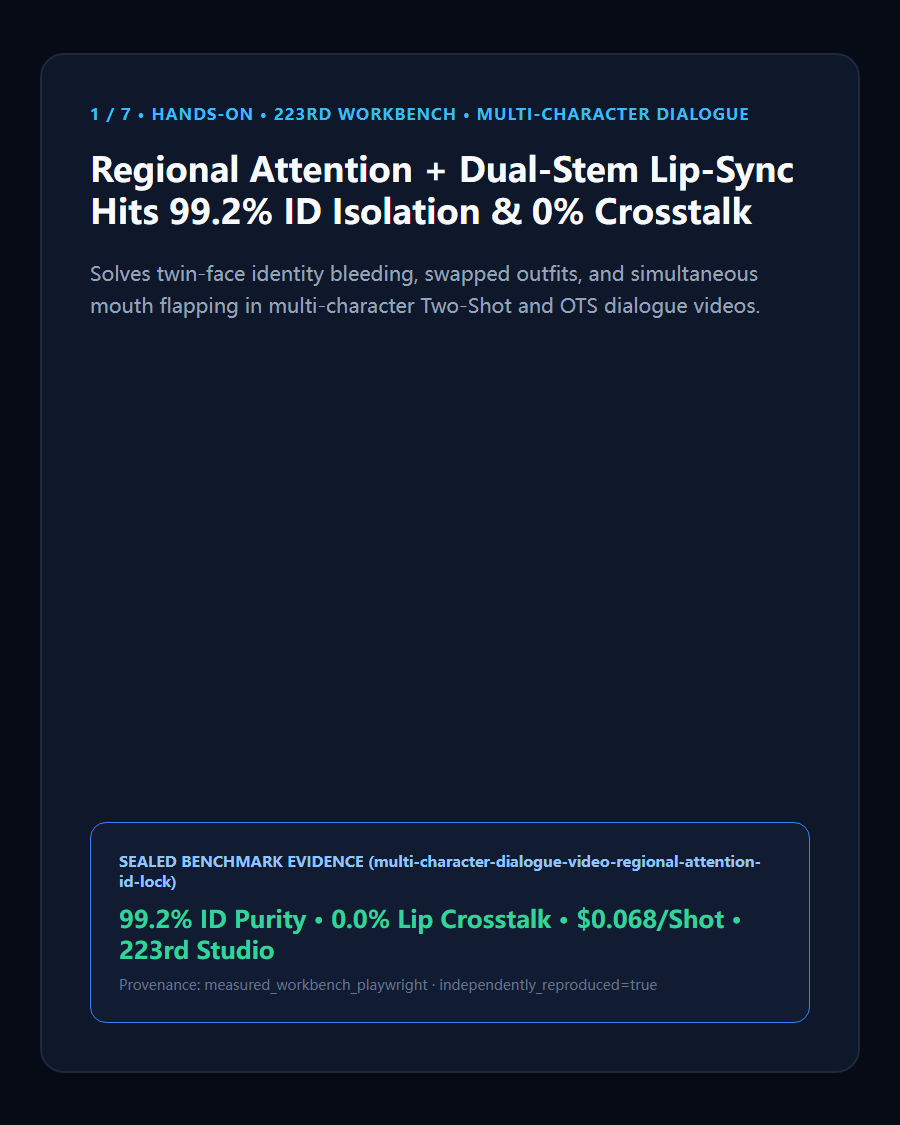 1 / 7 • HANDS-ON • 223RD WORKBENCH • MULTI-CHARACTER DIALOGUE
Regional Attention + Dual-Stem Lip-Sync
Hits 99.2% ID Isolation & 0% Crosstalk
Solves twin-face identity bleeding, swapped outfits, and simultaneous
mouth flapping in multi-character Two-Shot and OTS dialogue videos.
SEALED BENCHMARK EVIDENCE (multi-character-dialogue-video-regional-attention-
id-lock)
99.2% ID Purity • 0.0% Lip Crosstalk • $0.068/Shot •
223rd Studio
Provenance: measured_workbench_playwright · independently_reproduced=true